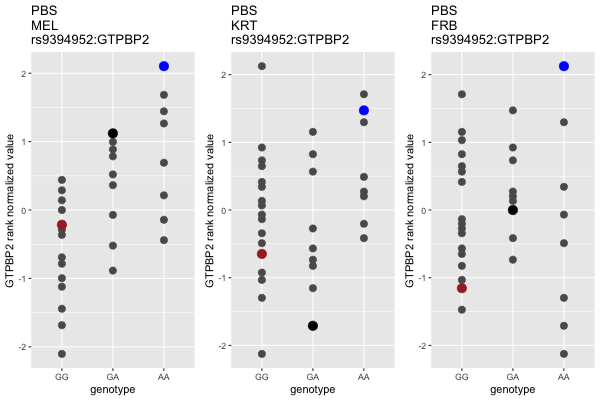 PBS
MEL
rs9394952:GTPBP2
GTPBP2 rank normalized value
2
1
0
-1
-2
GG GA AA
genotype
PBS
KRT
rs9394952:GTPBP2
GTPBP2 rank normalized value
2
1
0
-1
-2
GG GA AA
genotype
PBS
FRB
rs9394952:GTPBP2
GTPBP2 rank normalized value
2
1
0
-1
-2
GG GA AA
genotype